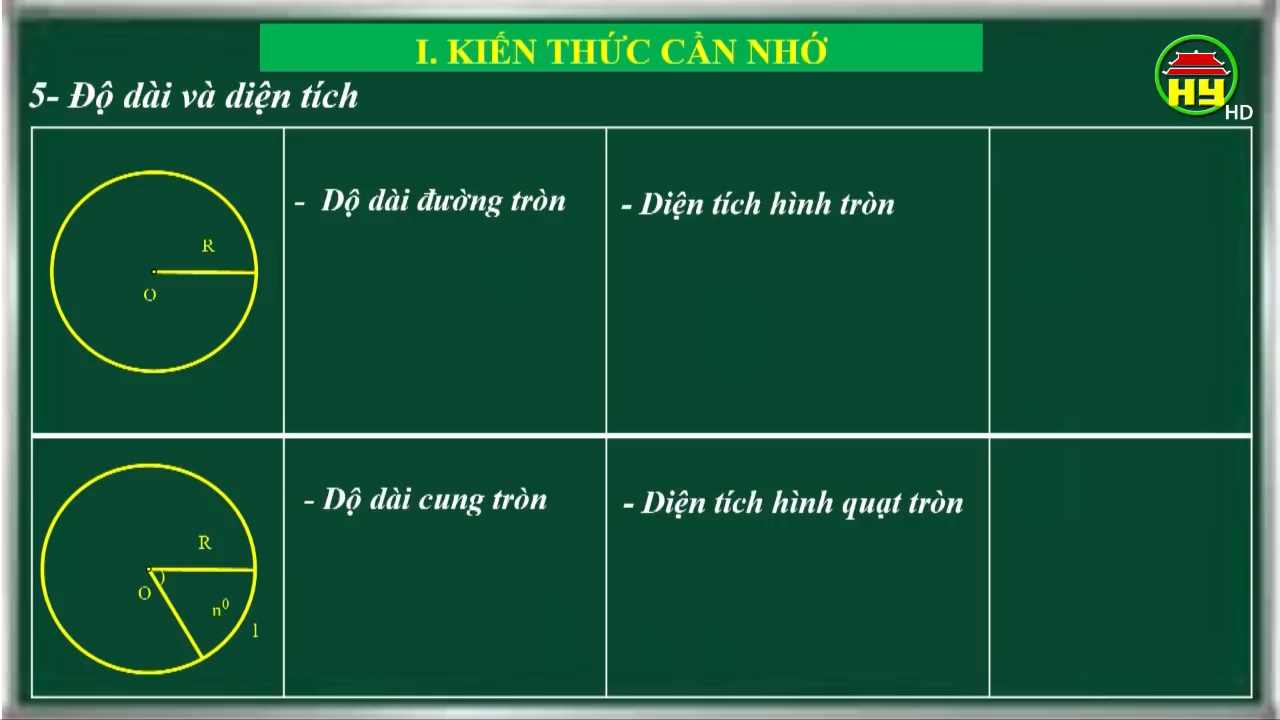 I. KIẾN THỨC CẦN NHỚ
HY
HD
5- Độ dài và diện tích
R
O
- Dộ dài đường tròn
- Diện tích hình tròn
R
O
n⁰
l
- Dộ dài cung tròn
- Diện tích hình quạt tròn